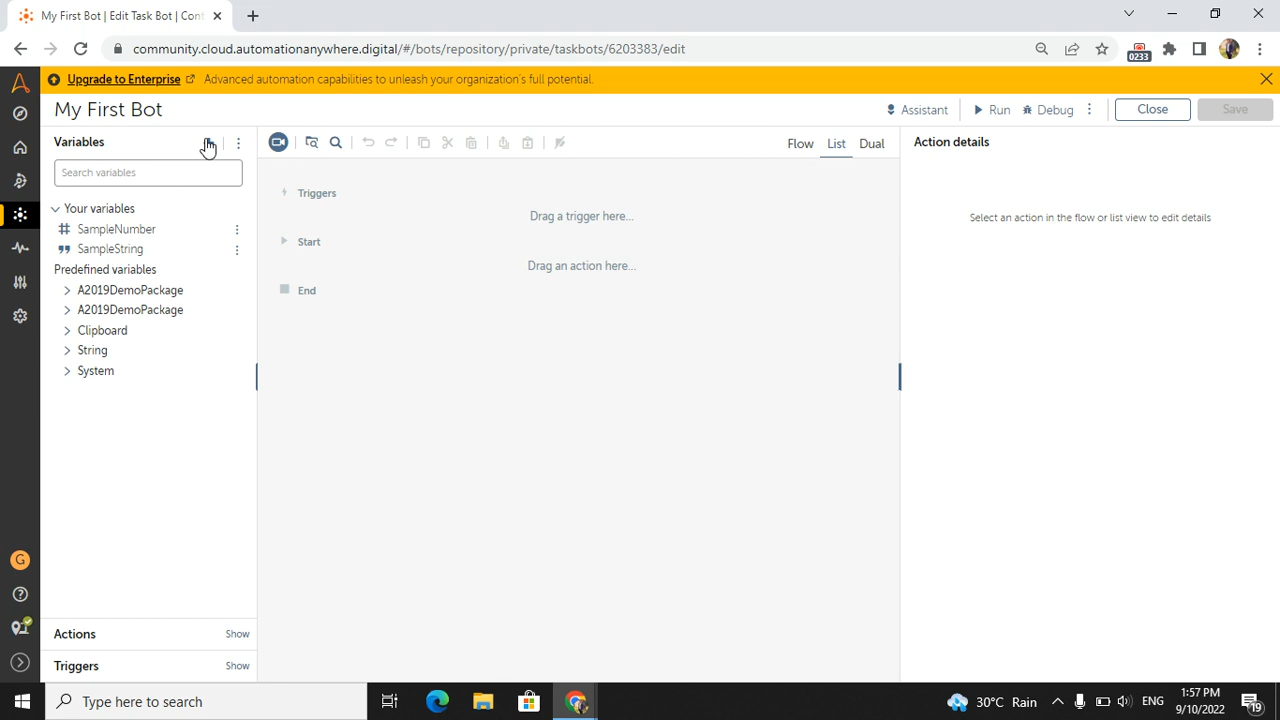 My First Bot | Edit Task Bot | Cont
community.cloud.automationanywhere.digital/#/bots/repository/private/taskbots/6203383/edit
0233
Upgrade to Enterprise Advanced automation capabilities to unleash your organization's full potential.
My First Bot
Assistant
Run
Debug
Close
Save
Variables
Flow
List
Dual
Action details
Search variables
Your variables
SampleNumber
SampleString
Predefined variables
A2019DemoPackage
A2019DemoPackage
Clipboard
String
System
Triggers
Drag a trigger here...
Start
Drag an action here...
End
Select an action in the flow or list view to edit details
G
Actions
Show
Triggers
Show
Type here to search
30°C Rain
ENG
1:57 PM
9/10/2022
19